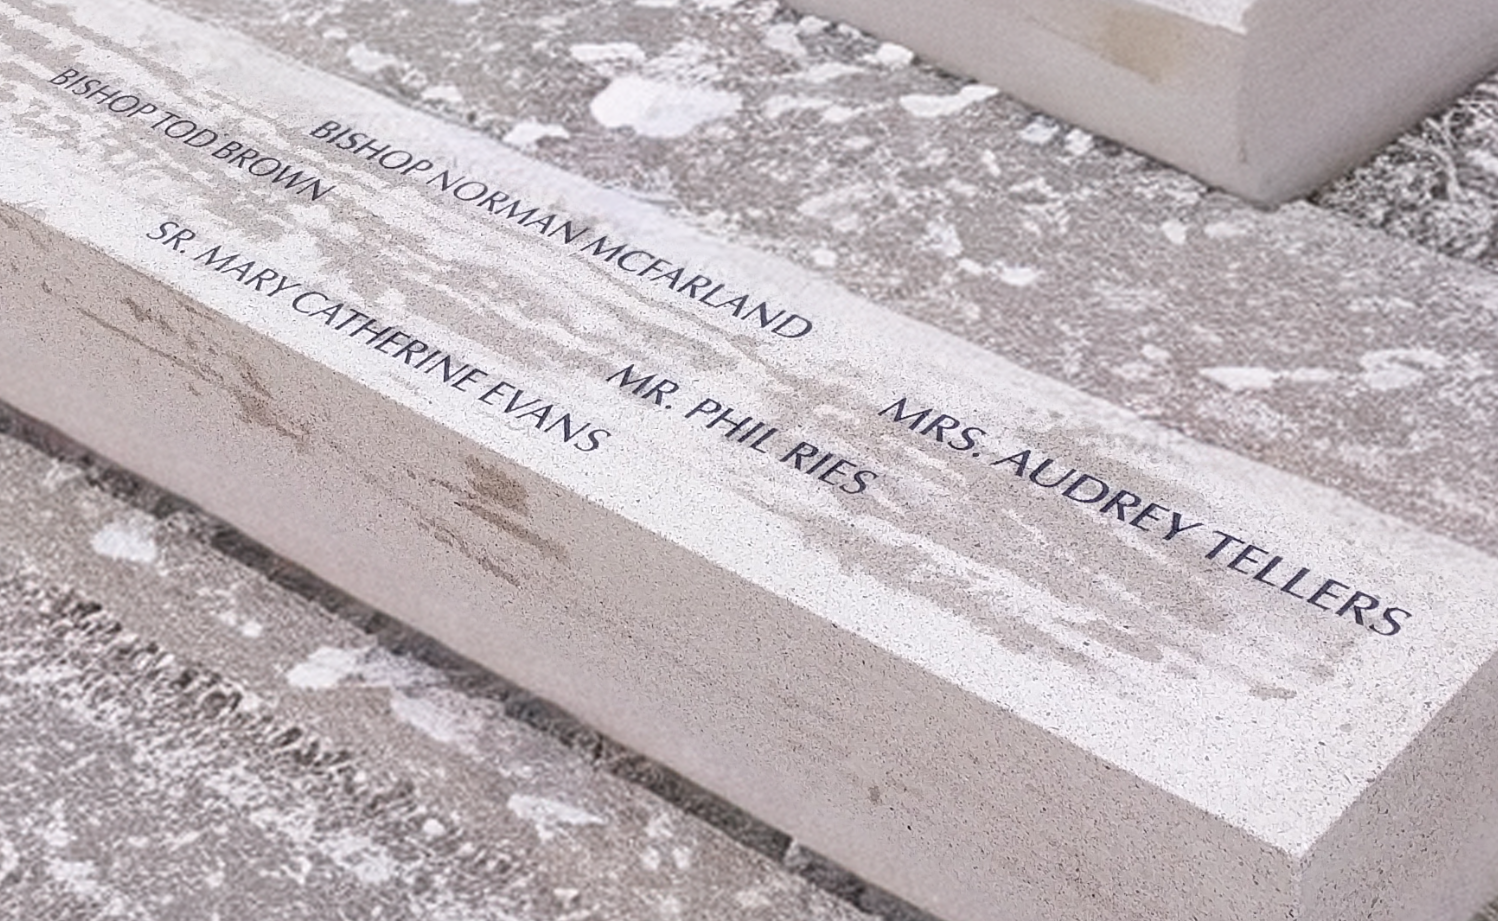 BISHOP TOD BROWN
BISHOP NORMAN MCFARLAND
SR. MARY CATHERINE EVANS
MR. PHIL RIES
MRS. AUDREY TELLERS